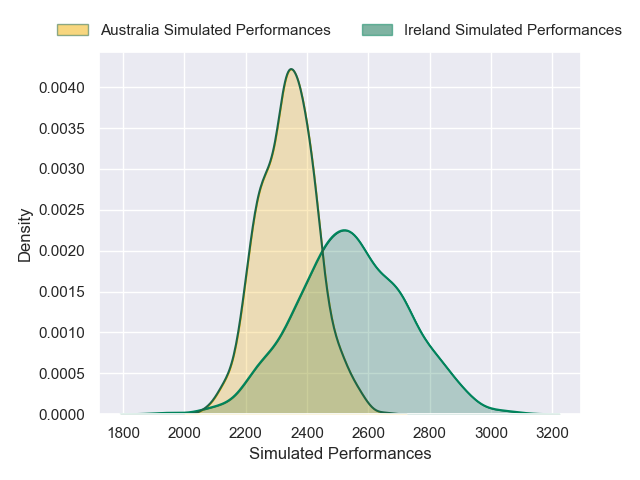 Australia Simulated Performances
Ireland Simulated Performances
0.0040
0.0035
0.0030
0.0025
0.0020
0.0015
0.0010
0.0005
0.0000
Density
1800 2000 2200 2400 2600 2800 3000 3200
Simulated Performances